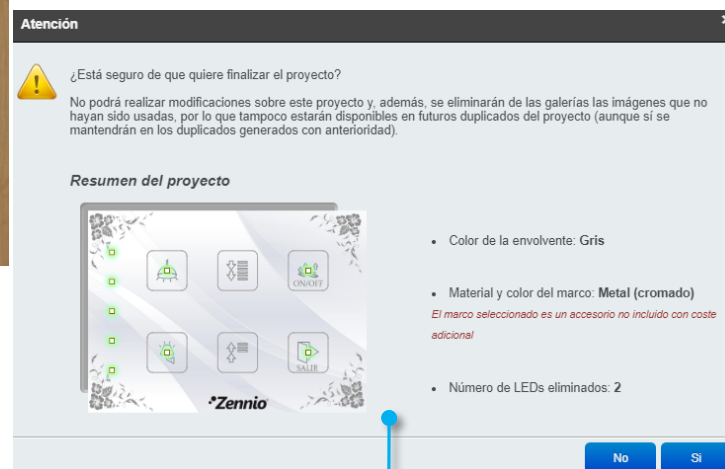 Atención
¿Está seguro de que quiere finalizar el proyecto?
No podrá realizar modificaciones sobre este proyecto y, además, se eliminarán de las galerías las imágenes que no
hayan sido usadas, por lo que tampoco estarán disponibles en futuros duplicados del proyecto (aunque sí se
mantendrán en los duplicados generados con anterioridad).
Resumen del proyecto
ON/OFF
SALIR
Zennio
• Color de la envolvente: Gris
• Material y color del marco: Metal (cromado)
El marco seleccionado es un accesorio no incluido con coste
adicional
• Número de LEDs eliminados: 2
No
Si